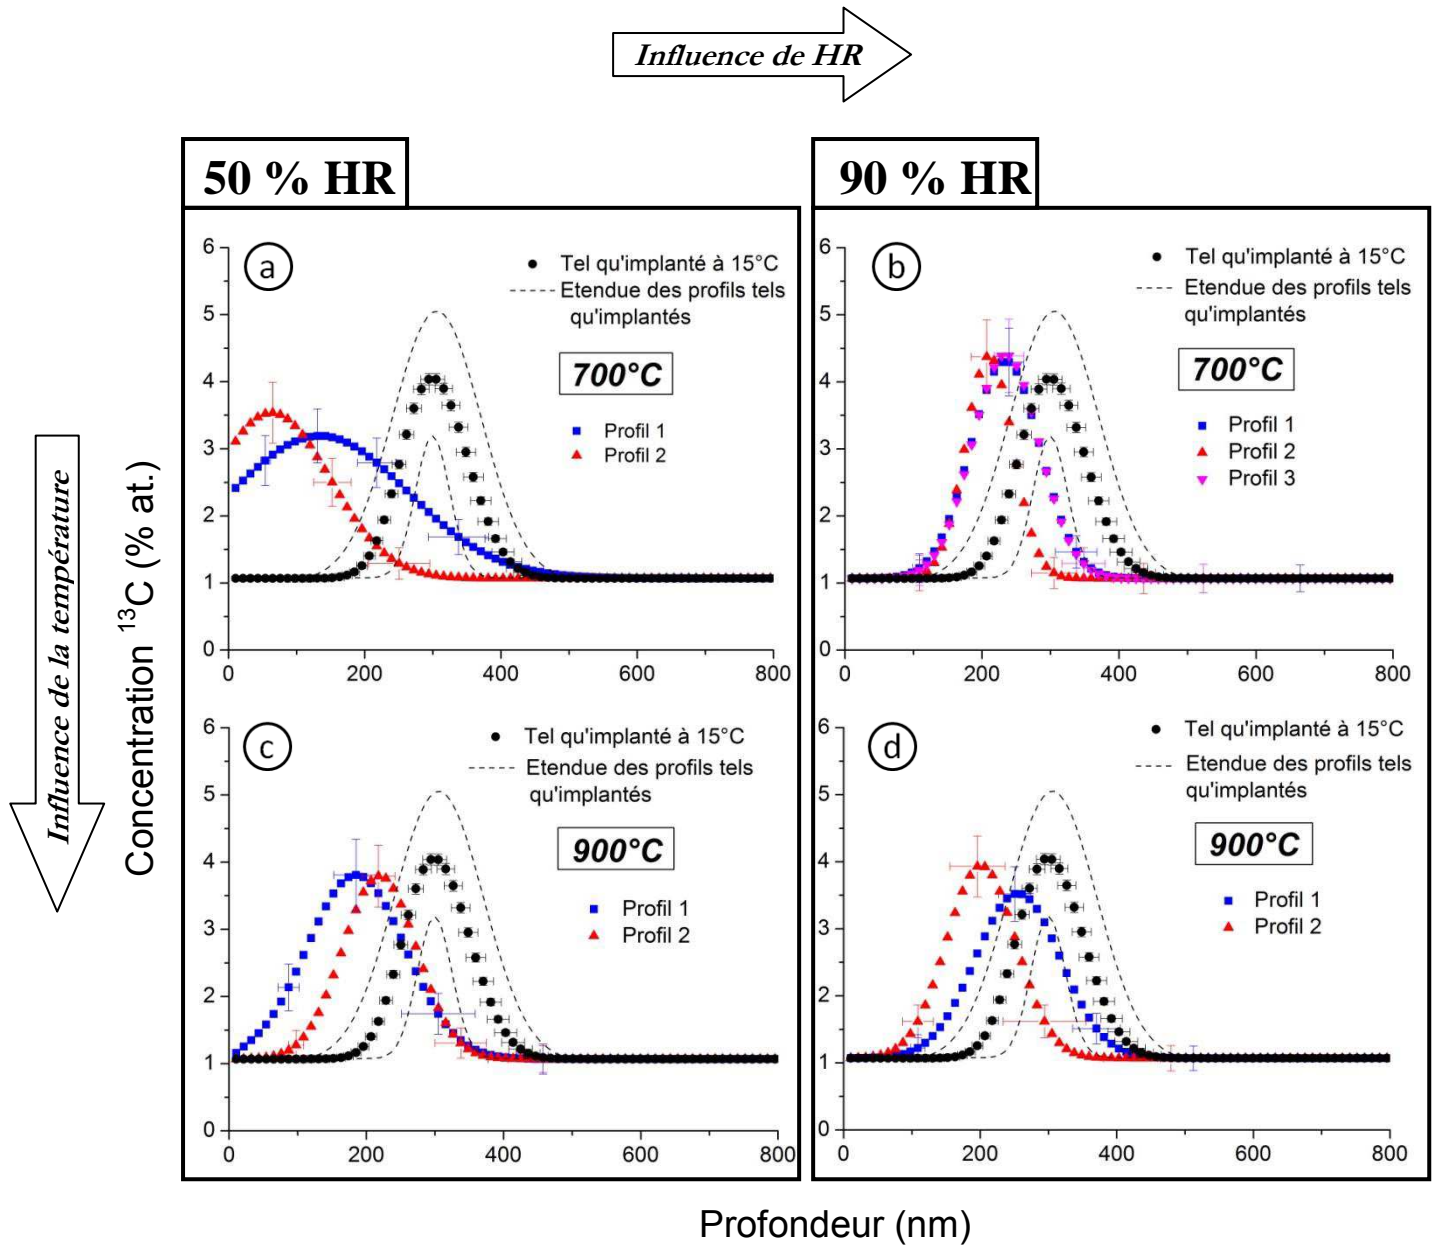 Influence de HR
50 % HR
90 % HR
Influence de la température
Concentration ¹³C (% at.)
a
Tel qu'implanté à 15°C
Etendue des profils tels
qu'implantés
700°C
Profil 1
Profil 2
6
5
4
3
2
1
0
0 200 400 600 800
b
Tel qu'implanté à 15°C
Etendue des profils tels
qu'implantés
700°C
Profil 1
Profil 2
Profil 3
6
5
4
3
2
1
0
0 200 400 600 800
c
Tel qu'implanté à 15°C
Etendue des profils tels
qu'implantés
900°C
Profil 1
Profil 2
6
5
4
3
2
1
0
0 200 400 600 800
d
Tel qu'implanté à 15°C
Etendue des profils tels
qu'implantés
900°C
Profil 1
Profil 2
6
5
4
3
2
1
0
0 200 400 600 800
Profondeur (nm)